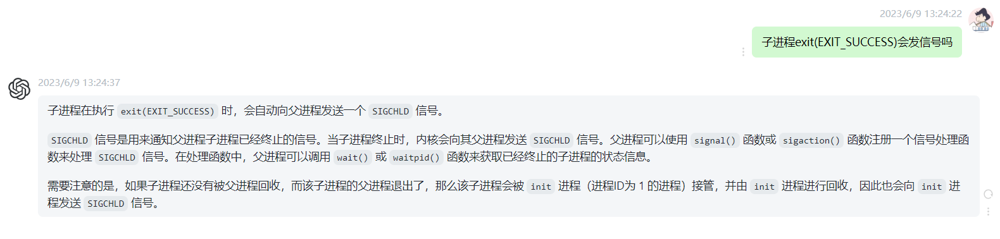 2023/6/9 13:24:22
子进程exit(EXIT_SUCCESS)会发信号吗
2023/6/9 13:24:37
子进程在执行 exit(EXIT_SUCCESS) 时，会自动向父进程发送一个 SIGCHLD 信号。
SIGCHLD 信号是用来通知父进程子进程已经终止的信号。当子进程终止时，内核会向其父进程发送 SIGCHLD 信号。父进程可以使用 signal() 函数或 sigaction() 函数注册一个信号处理函
数来处理 SIGCHLD 信号。在处理函数中，父进程可以调用 wait() 或 waitpid() 函数来获取已经终止的子进程的状态信息。
需要注意的是，如果子进程还没有被父进程回收，而该子进程的父进程退出了，那么该子进程会被 init 进程（进程ID为 1 的进程）接管，并由 init 进程进行回收，因此也会向 init 进
程发送 SIGCHLD 信号。